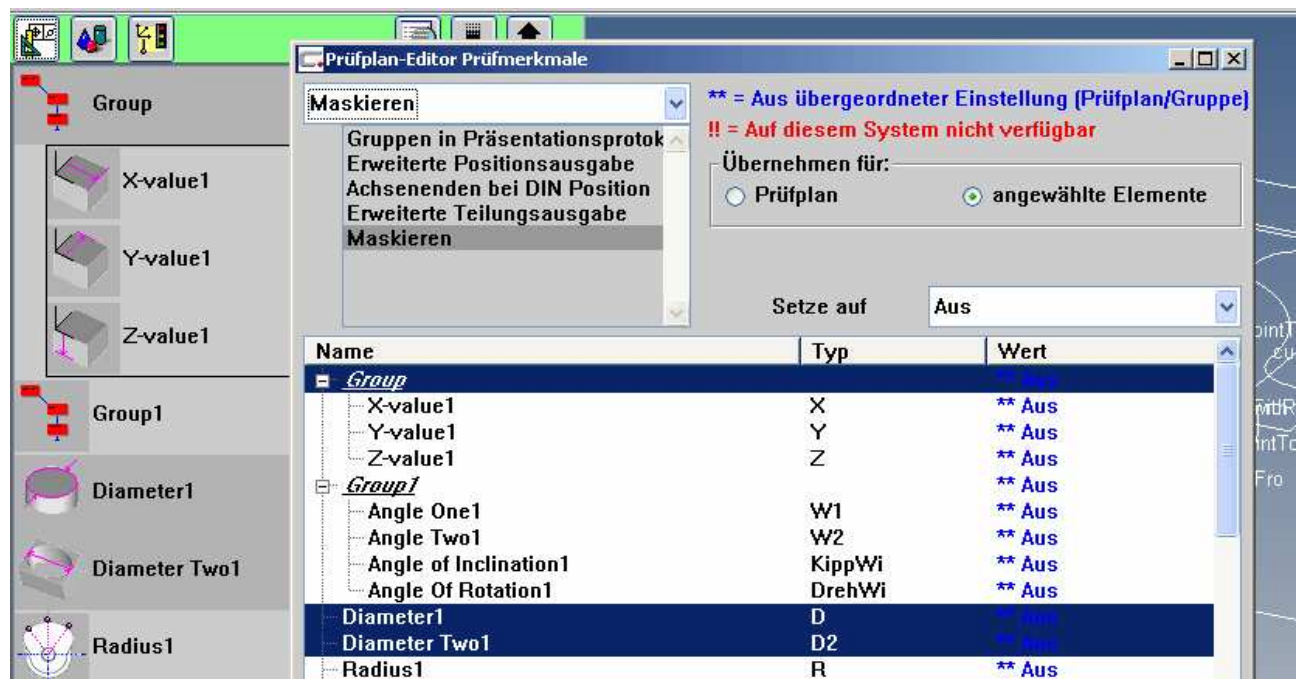 Group
X-value1
Y-value1
Z-value1
Group1
Diameter1
Diameter Two1
Radius1
Prüfplan-Editor Prüfmerkmale
Maskieren
Gruppen in Präsentationsprotok
Erweiterte Positionsausgabe
Achsenenden bei DIN Position
Erweiterte Teilungsausgabe
Maskieren
** = Aus übergeordneter Einstellung (Prüfplan/Gruppe)
!! = Auf diesem System nicht verfügbar
Übernehmen für:
Prüfplan angewählte Elemente
Setze auf Aus
Name Typ Wert
Group ** Aus
X-value1 X ** Aus
Y-value1 Y ** Aus
Z-value1 Z ** Aus
Group1 ** Aus
Angle One1 W1 ** Aus
Angle Two1 W2 ** Aus
Angle of Inclination1 KippWi ** Aus
Angle Of Rotation1 DrehWi ** Aus
Diameter1 D ** Aus
Diameter Two1 D2 ** Aus
Radius1 R ** Aus
Fro